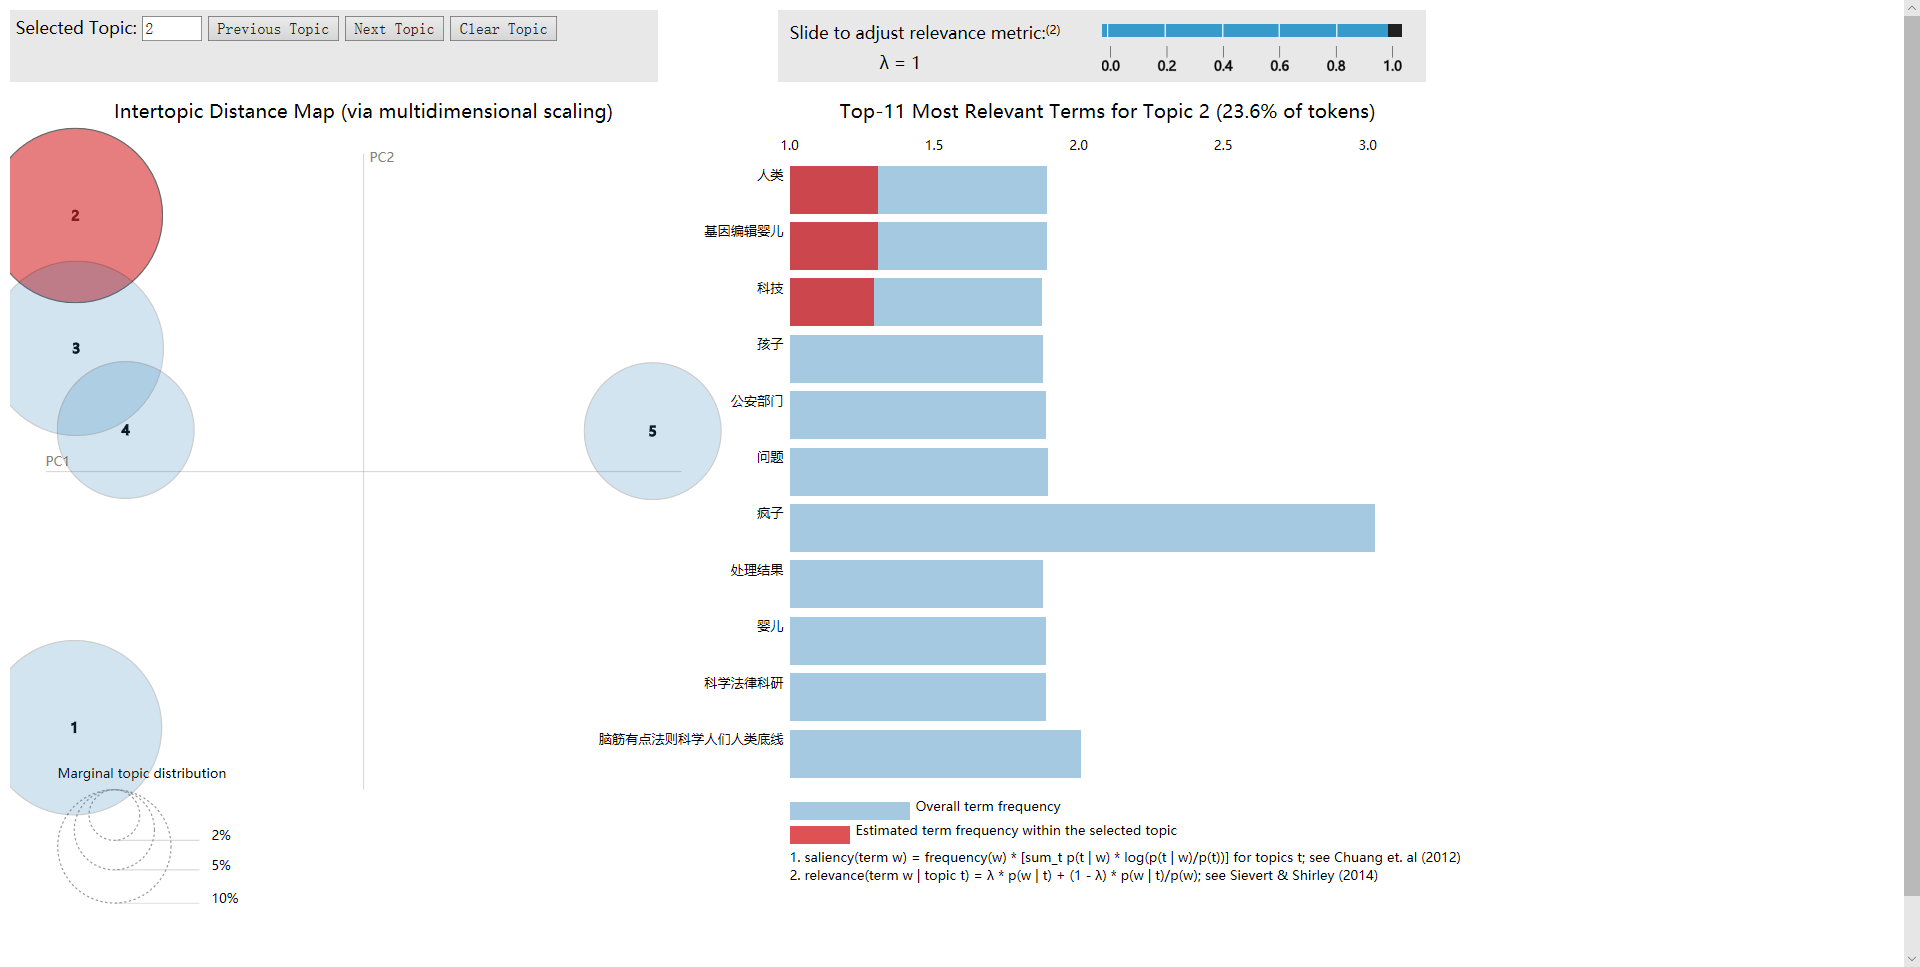 Selected Topic: 2 Previous Topic Next Topic Clear Topic
Slide to adjust relevance metric:(2)
λ = 1
0.0 0.2 0.4 0.6 0.8 1.0
Intertopic Distance Map (via multidimensional scaling)
PC2
2
3
4
5
PC1
1
Marginal topic distribution
2%
5%
10%
Top-11 Most Relevant Terms for Topic 2 (23.6% of tokens)
1.0 1.5 2.0 2.5 3.0
人类
基因编辑婴儿
科技
孩子
公安部门
问题
疯子
处理结果
婴儿
科学法律科研
脑筋有点法则科学人们人类底线
Overall term frequency
Estimated term frequency within the selected topic
1. saliency(term w) = frequency(w) * [sum_t p(t | w) * log(p(t | w)/p(t))] for topics t; see Chuang et. al (2012)
2. relevance(term w | topic t) = λ * p(w | t) + (1 - λ) * p(w | t)/p(w); see Sievert & Shirley (2014)